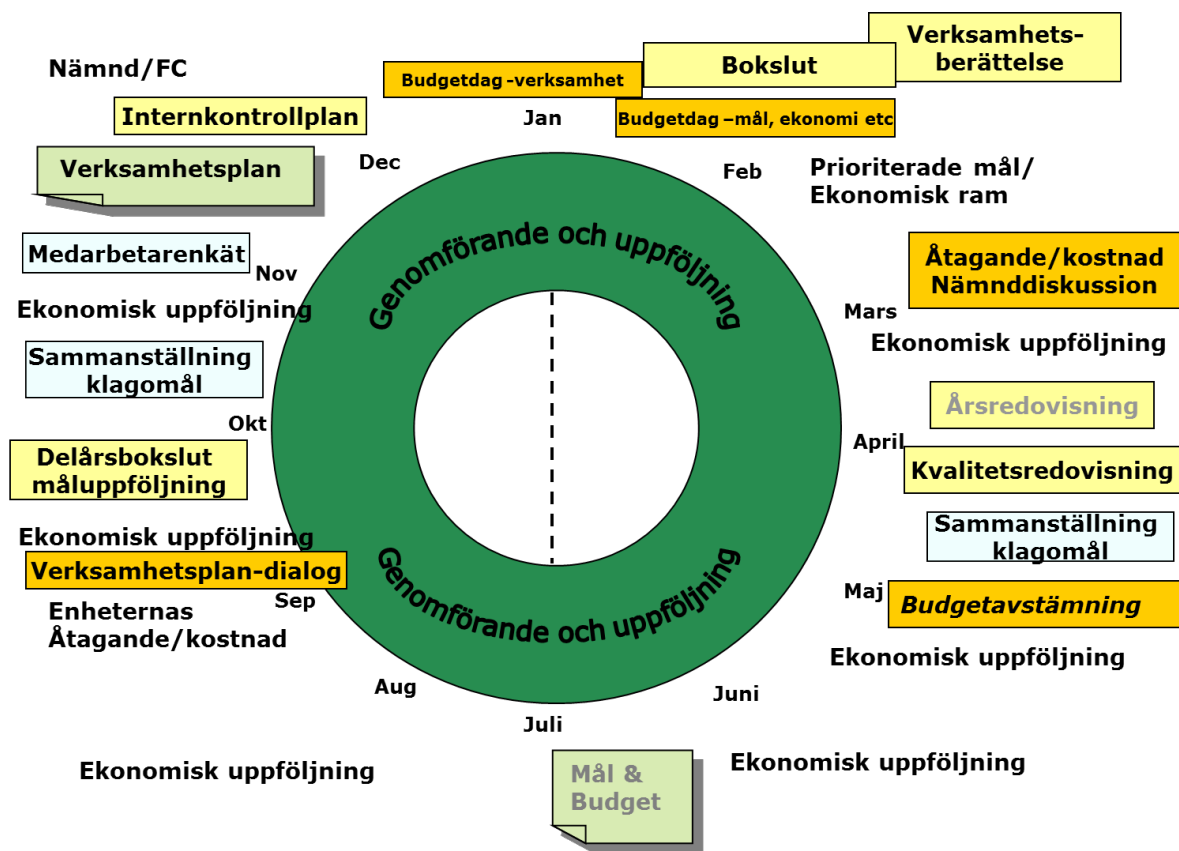 Nämnd/FC
Internkontrollplan
Verksamhetsplan
Budgetdag -verksamhet
Bokslut
Verksamhets-
berättelse
Budgetdag –mål, ekonomi etc
Jan
Dec
Feb
Prioriterade mål/
Ekonomisk ram
Genomförande och uppföljning
Medarbetarenkät
Nov
Ekonomisk uppföljning
Åtagande/kostnad
Nämnddiskussion
Mars
Ekonomisk uppföljning
Sammanställning
klagomål
Årsredovisning
Okt
April
Delårsbokslut
måluppföljning
Kvalitetsredovisning
Sammanställning
klagomål
Ekonomisk uppföljning
Verksamhetsplan-dialog
Sep
Enheternas
Åtagande/kostnad
Genomförande och uppföljning
Maj
Budgetavstämning
Ekonomisk uppföljning
Aug
Juli
Juni
Ekonomisk uppföljning
Mål &
Budget
Ekonomisk uppföljning